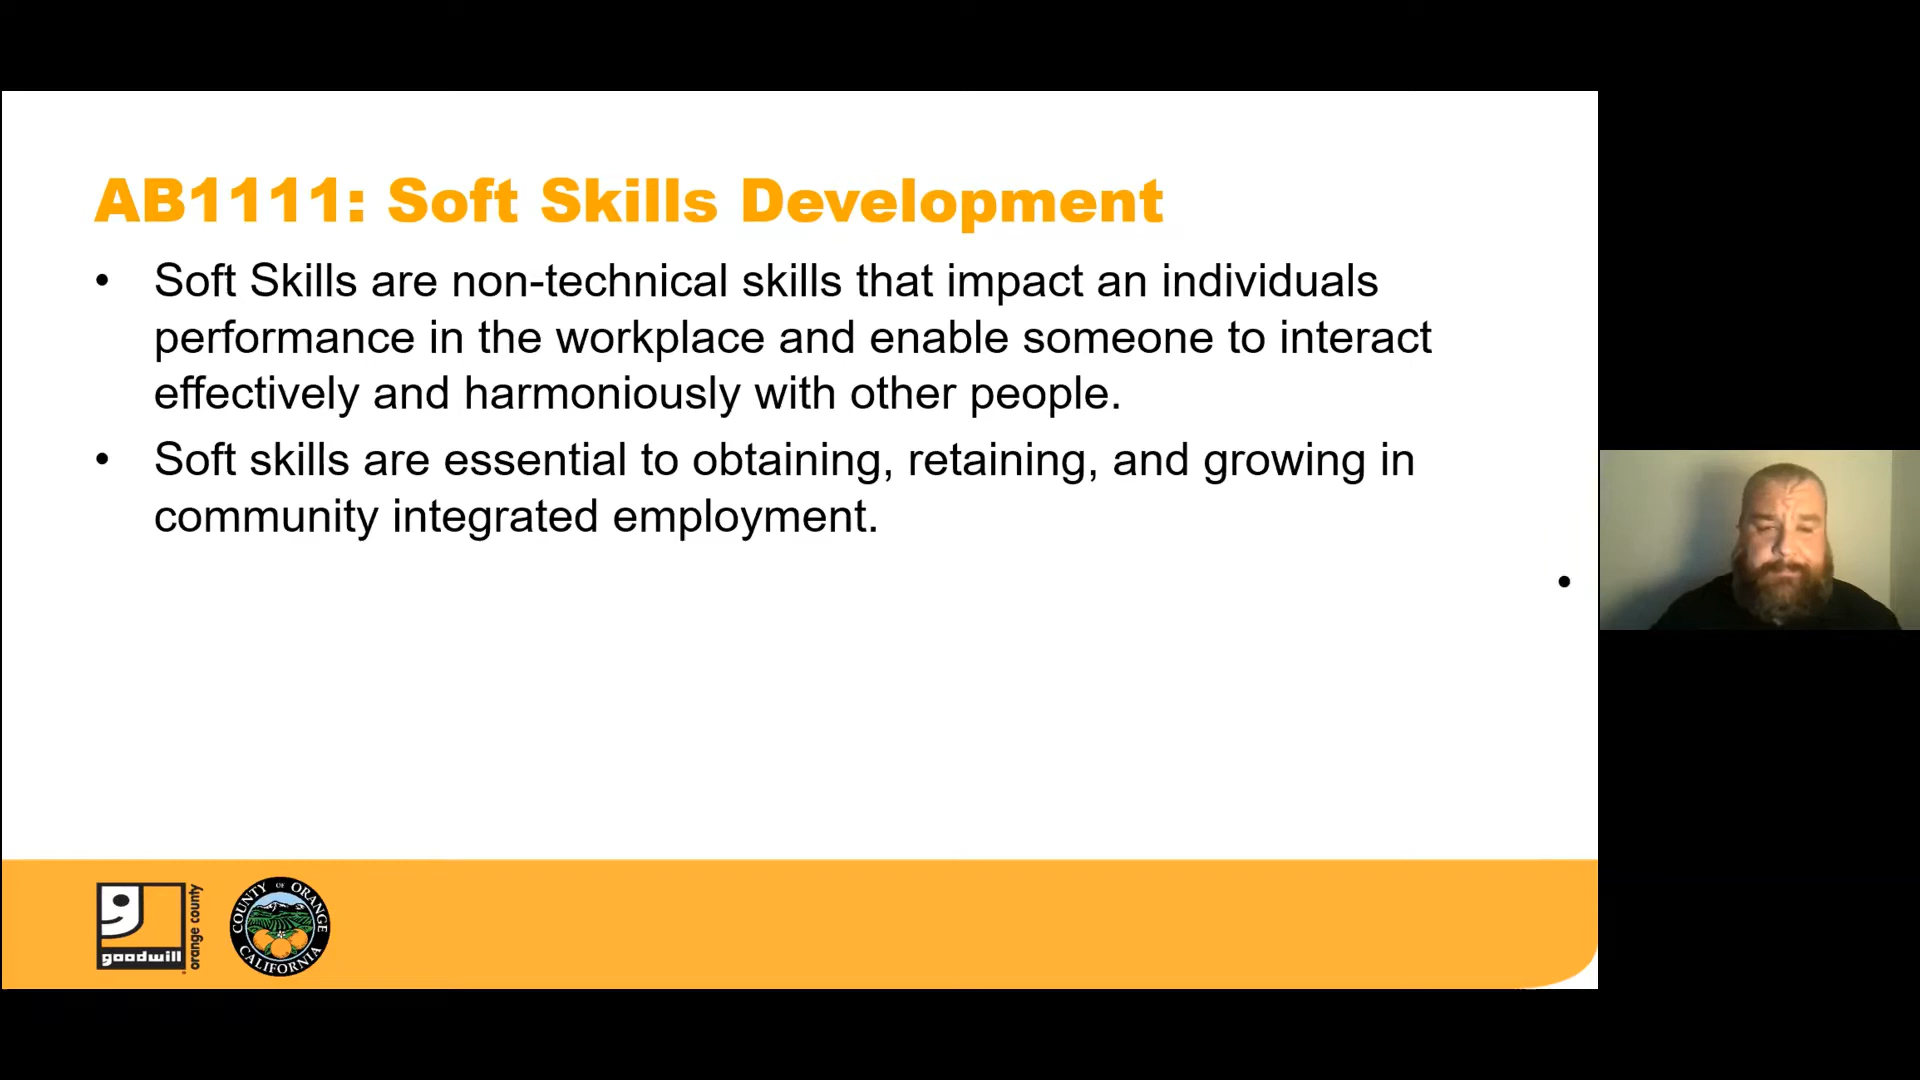 AB1111: Soft Skills Development
• Soft Skills are non-technical skills that impact an individuals
performance in the workplace and enable someone to interact
effectively and harmoniously with other people.
• Soft skills are essential to obtaining, retaining, and growing in
community integrated employment.
•
goodwill
orange county
COUNTY OF ORANGE
CALIFORNIA